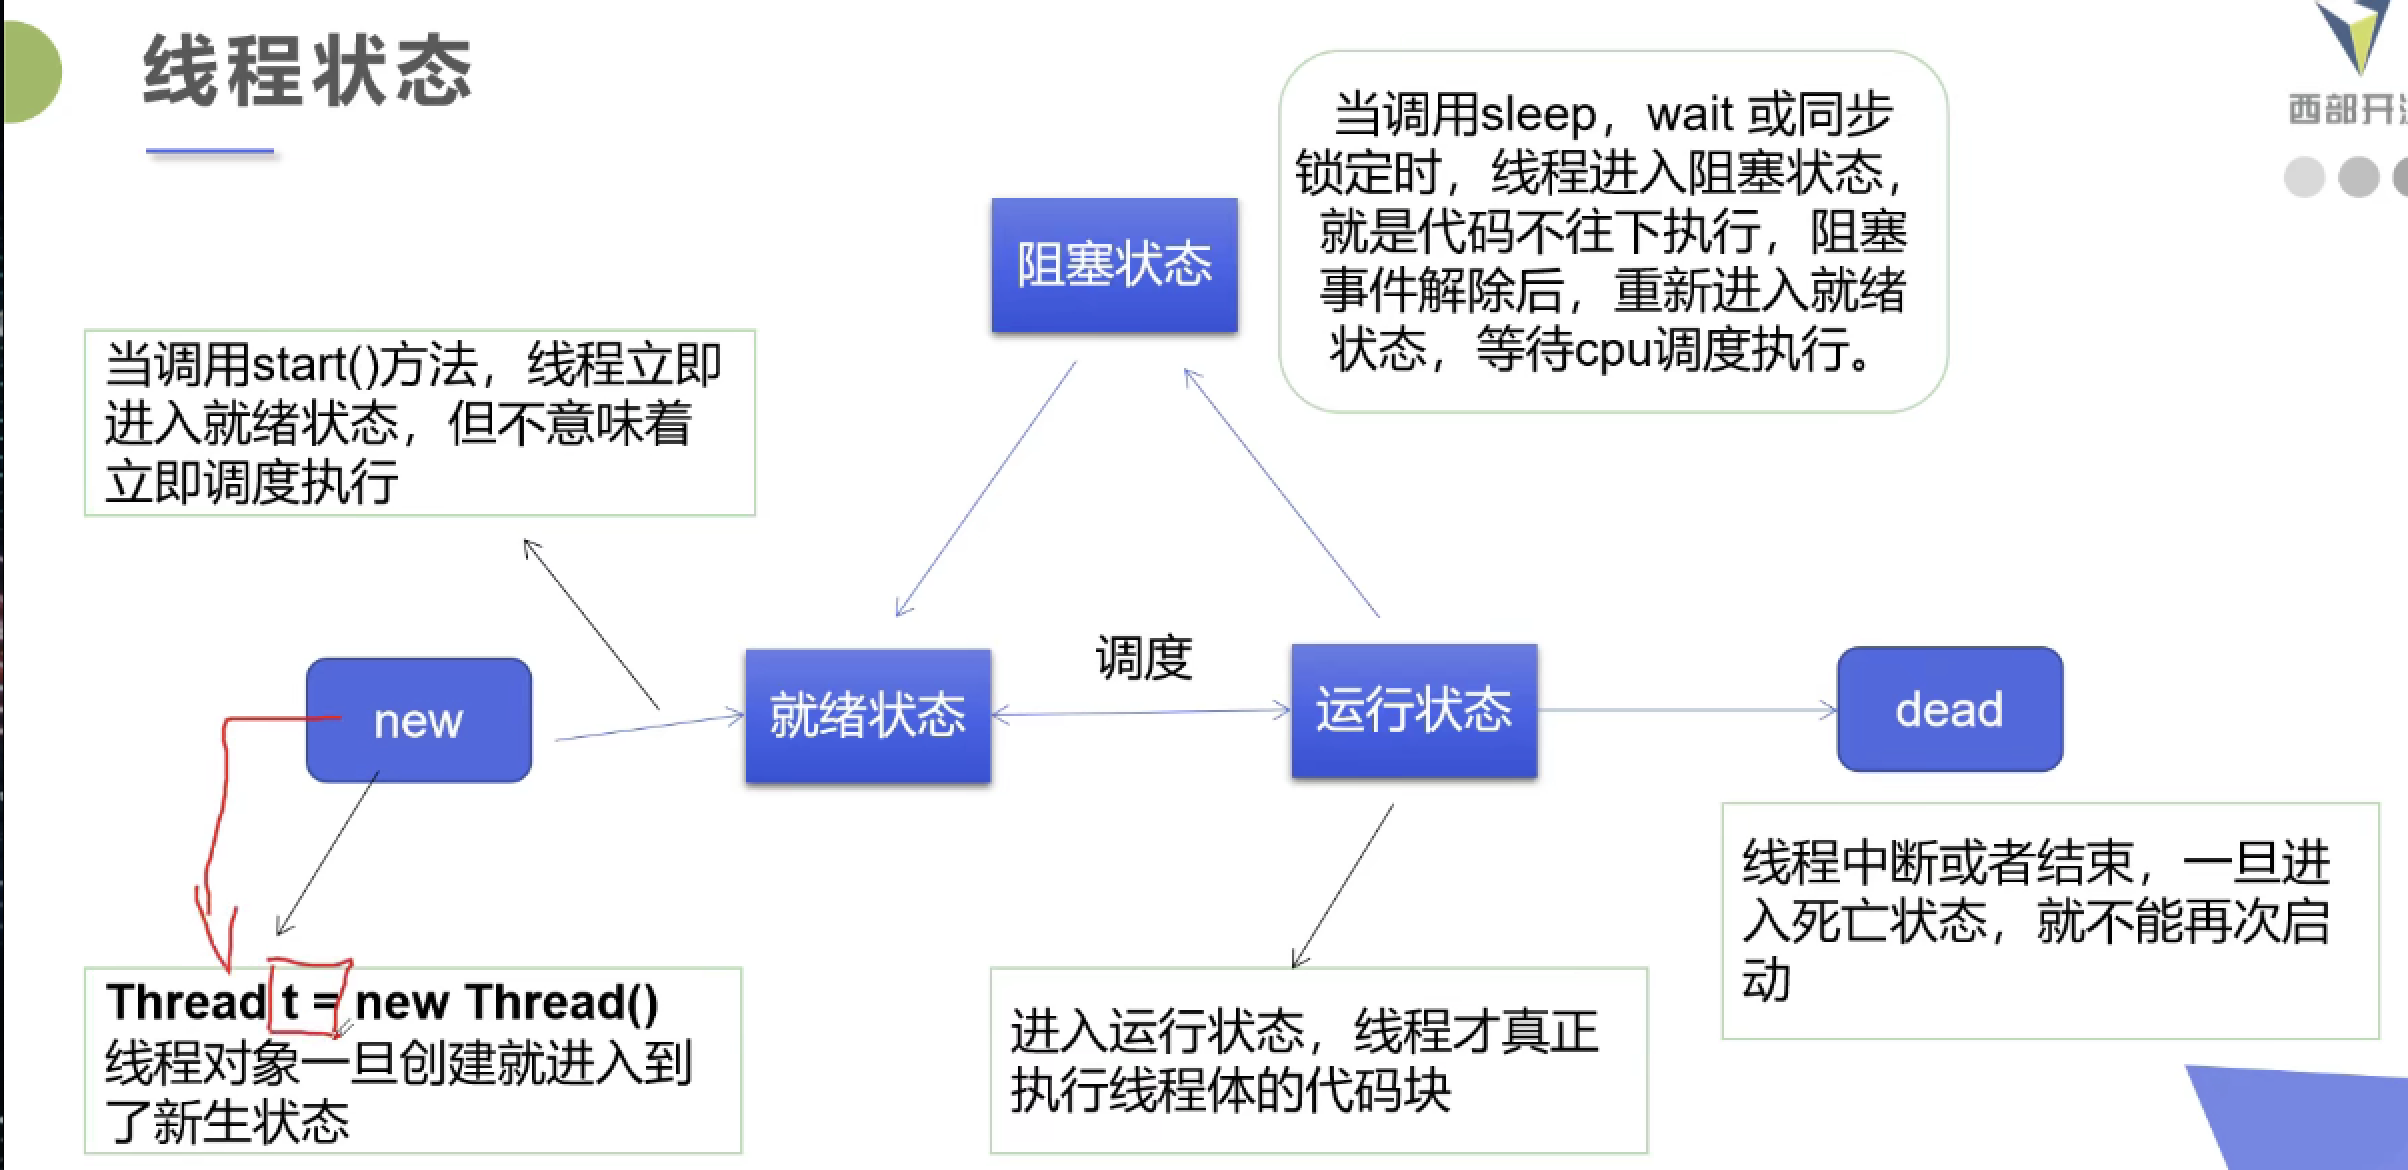 线程状态
西部开
当调用sleep，wait 或同步
锁定时，线程进入阻塞状态，
就是代码不往下执行，阻塞
事件解除后，重新进入就绪
状态，等待cpu调度执行。
阻塞状态
当调用start()方法，线程立即
进入就绪状态，但不意味着
立即调度执行
new
就绪状态
调度
运行状态
dead
Thread t = new Thread()
线程对象一旦创建就进入到
了新生状态
进入运行状态，线程才真正
执行线程体的代码块
线程中断或者结束，一旦进
入死亡状态，就不能再次启
动